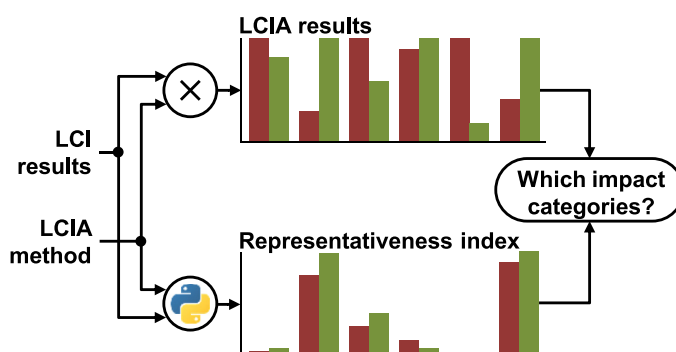 LCIA results
LCI
results
LCIA
method
Which impact
categories?
Representativeness index